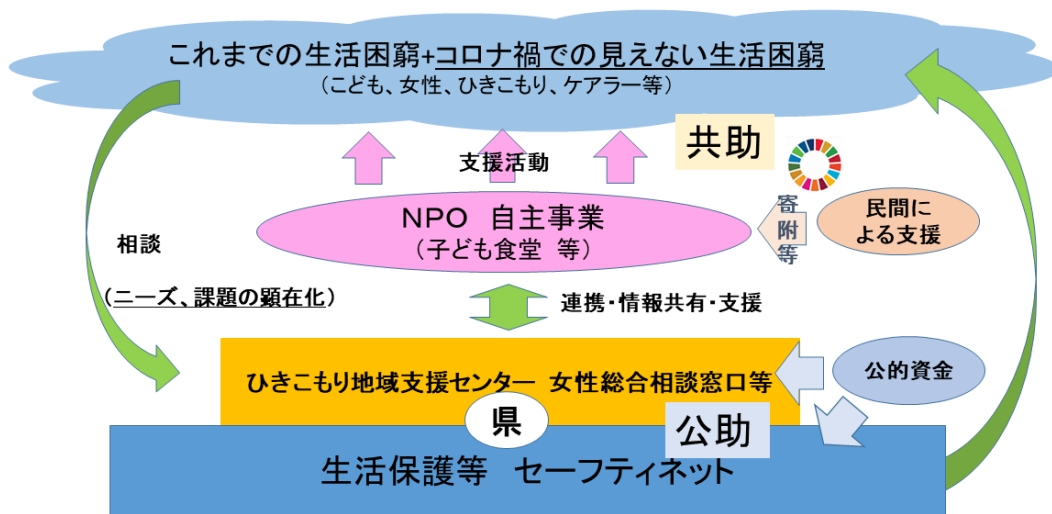 これまでの生活困窮+コロナ禍での見えない生活困窮
(こども、女性、ひきこもり、ケアラー等)
共助
支援活動
NPO 自主事業
(子ども食堂 等)
寄附等
民間に
よる支援
相談
(ニーズ、課題の顕在化)
連携・情報共有・支援
ひきこもり地域支援センター 女性総合相談窓口等
公的資金
県
公助
生活保護等 セーフティネット